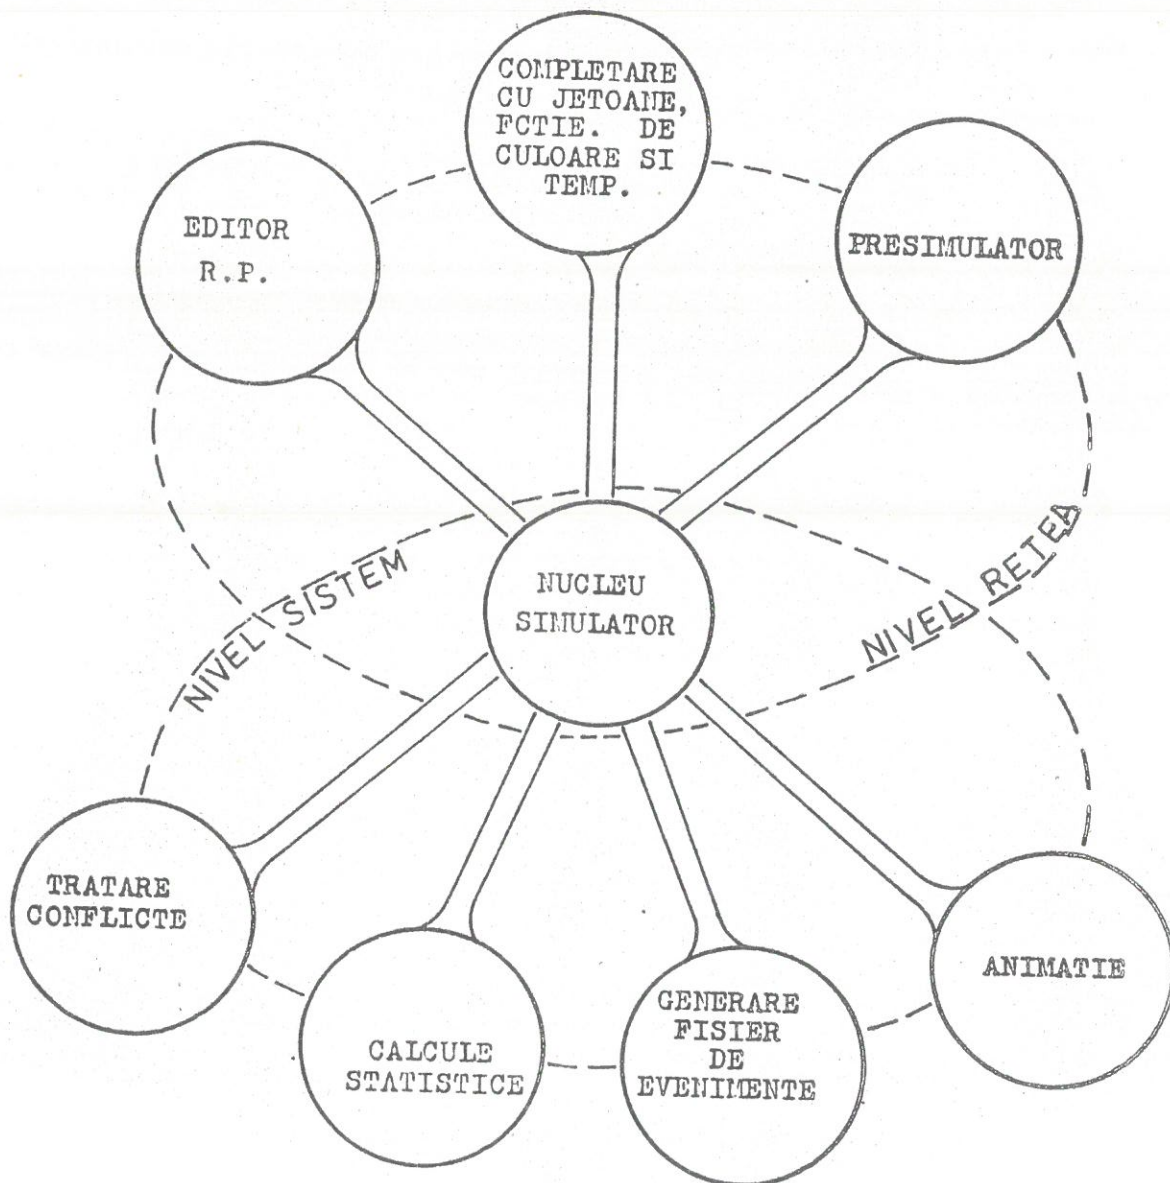 COMPLETARE
CU JETOANE,
FCTIE. DE
CULOARE SI
TEMP.
EDITOR
R.P.
PRESIMULATOR
NIVEL SISTEM
NUCLEU
SIMULATOR
NIVEL RETEA
TRATARE
CONFLICTE
CALCULE
STATISTICE
GENERARE
FISIER
DE
EVENIMENTE
ANIMATIE